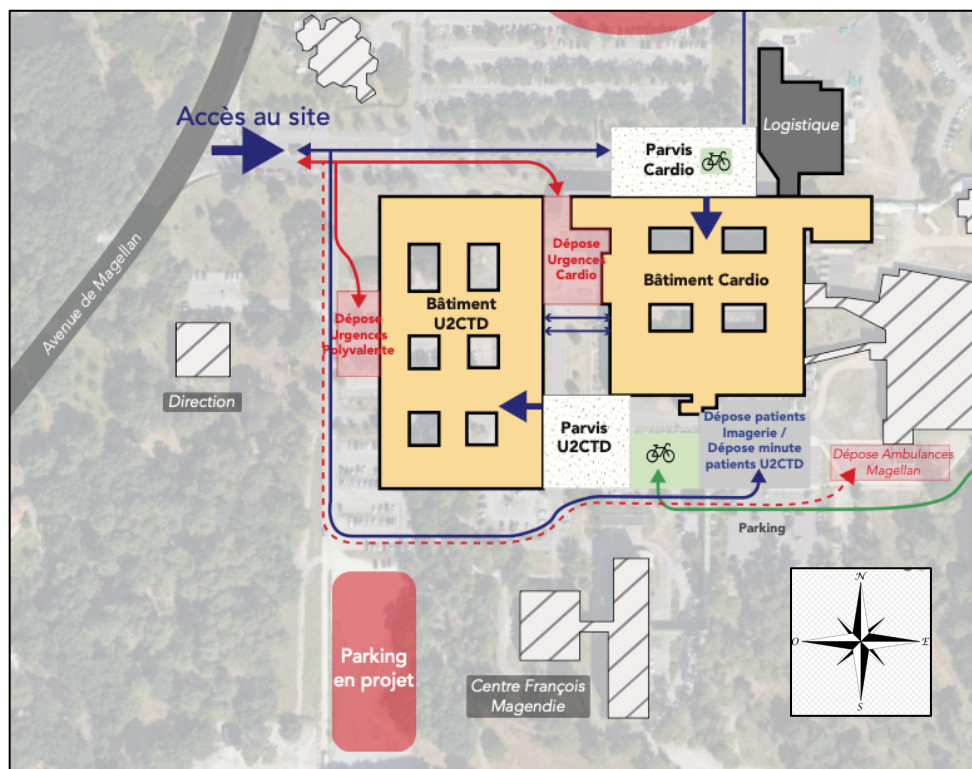 Accès au site
Avenue de Magellan
Logistique
Parvis
Cardio
Dépose
Urgences
Cardio
Bâtiment Cardio
Bâtiment
U2CTD
Dépose
Urgences
Polyvalente
Direction
Parvis
U2CTD
Dépose patients
Imagerie /
Dépose minute
patients U2CTD
Dépose Ambulances
Magellan
Parking
Parking
en projet
Centre François
Magendie
N
O
E
S